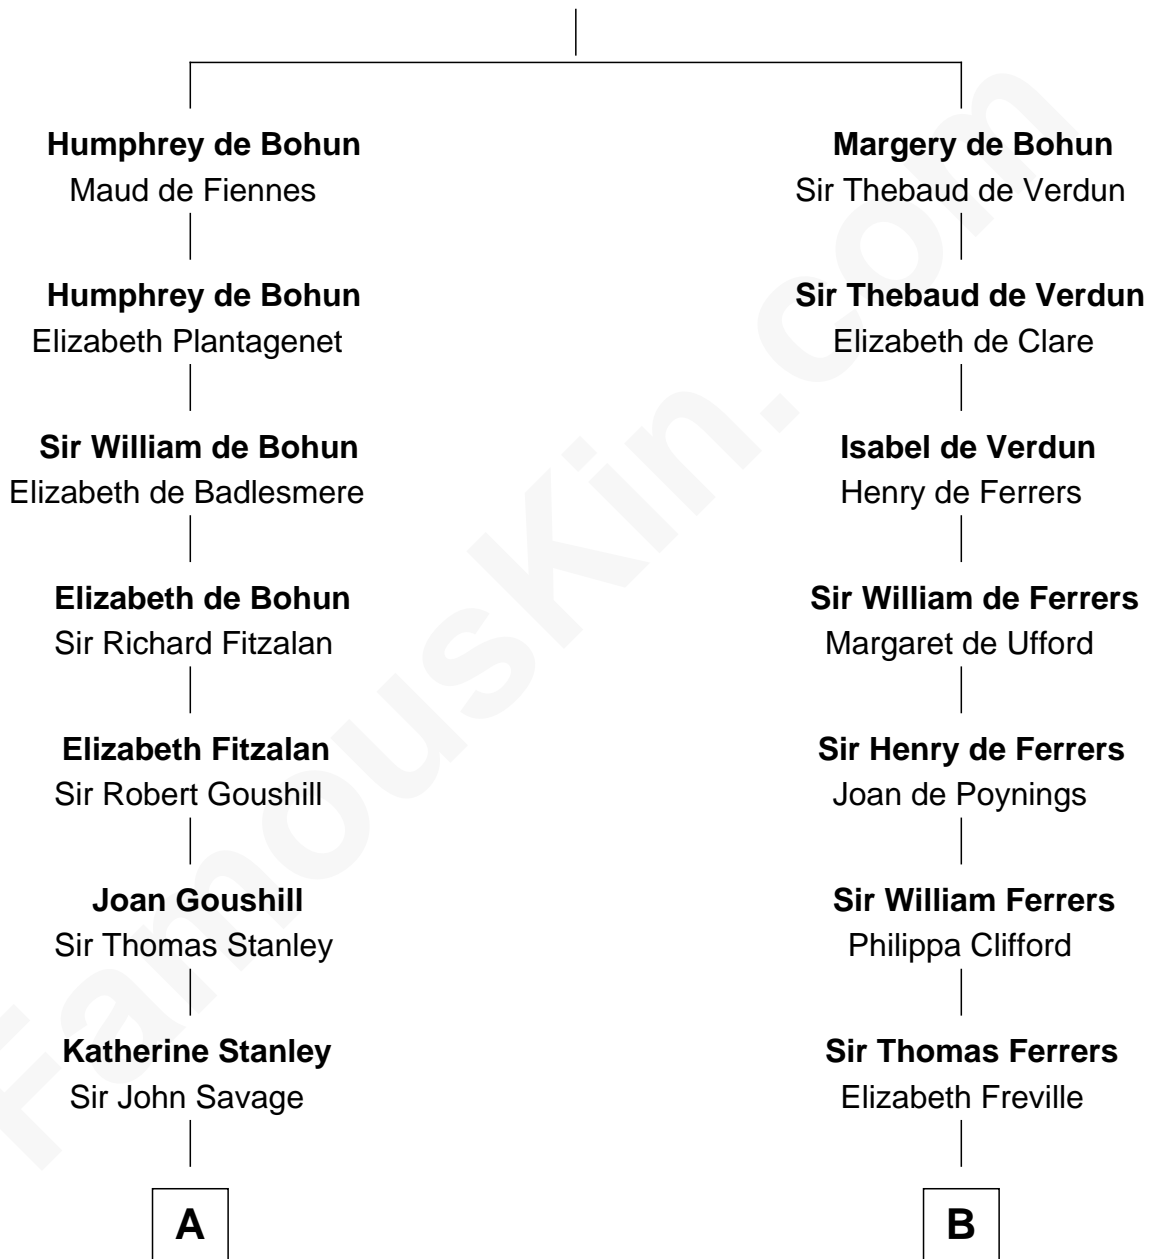 Humphrey de Bohun
Maud de Fiennes
Humphrey de Bohun
Elizabeth Plantagenet
Sir William de Bohun
Elizabeth de Badlesmere
Elizabeth de Bohun
Sir Richard Fitzalan
Elizabeth Fitzalan
Sir Robert Goushill
Joan Goushill
Sir Thomas Stanley
Katherine Stanley
Sir John Savage
A
Margery de Bohun
Sir Thebaud de Verdun
Sir Thebaud de Verdun
Elizabeth de Clare
Isabel de Verdun
Henry de Ferrers
Sir William de Ferrers
Margaret de Ufford
Sir Henry de Ferrers
Joan de Poynings
Sir William Ferrers
Philippa Clifford
Sir Thomas Ferrers
Elizabeth Freville
B
FamousKin.com